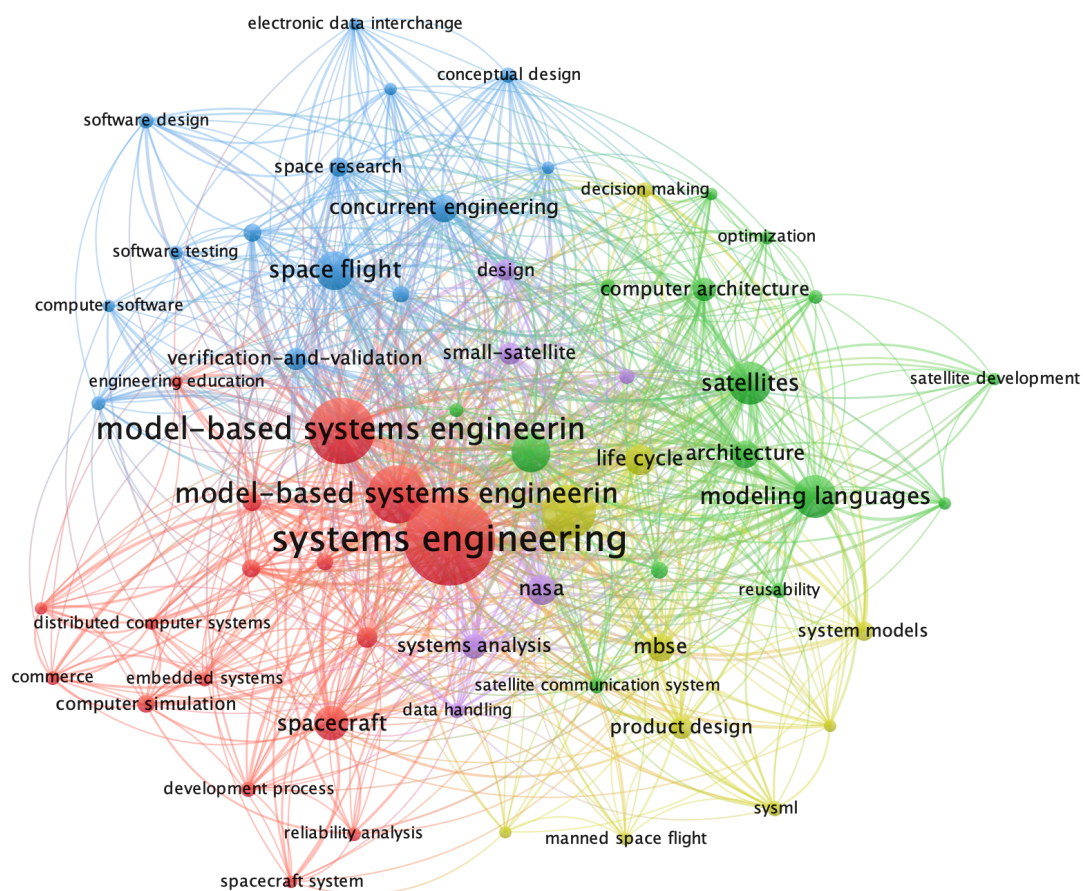 electronic data interchange
conceptual design
software design
space research
decision making
concurrent engineering
optimization
software testing
space flight
design
computer architecture
computer software
verification-and-validation
small-satellite
engineering education
satellites
satellite development
model-based systems engineerin
life cycle
architecture
model-based systems engineerin
modeling languages
systems engineering
nasa
reusability
distributed computer systems
system models
systems analysis
mbse
commerce
embedded systems
satellite communication system
computer simulation
data handling
spacecraft
product design
development process
sysml
reliability analysis
manned space flight
spacecraft system